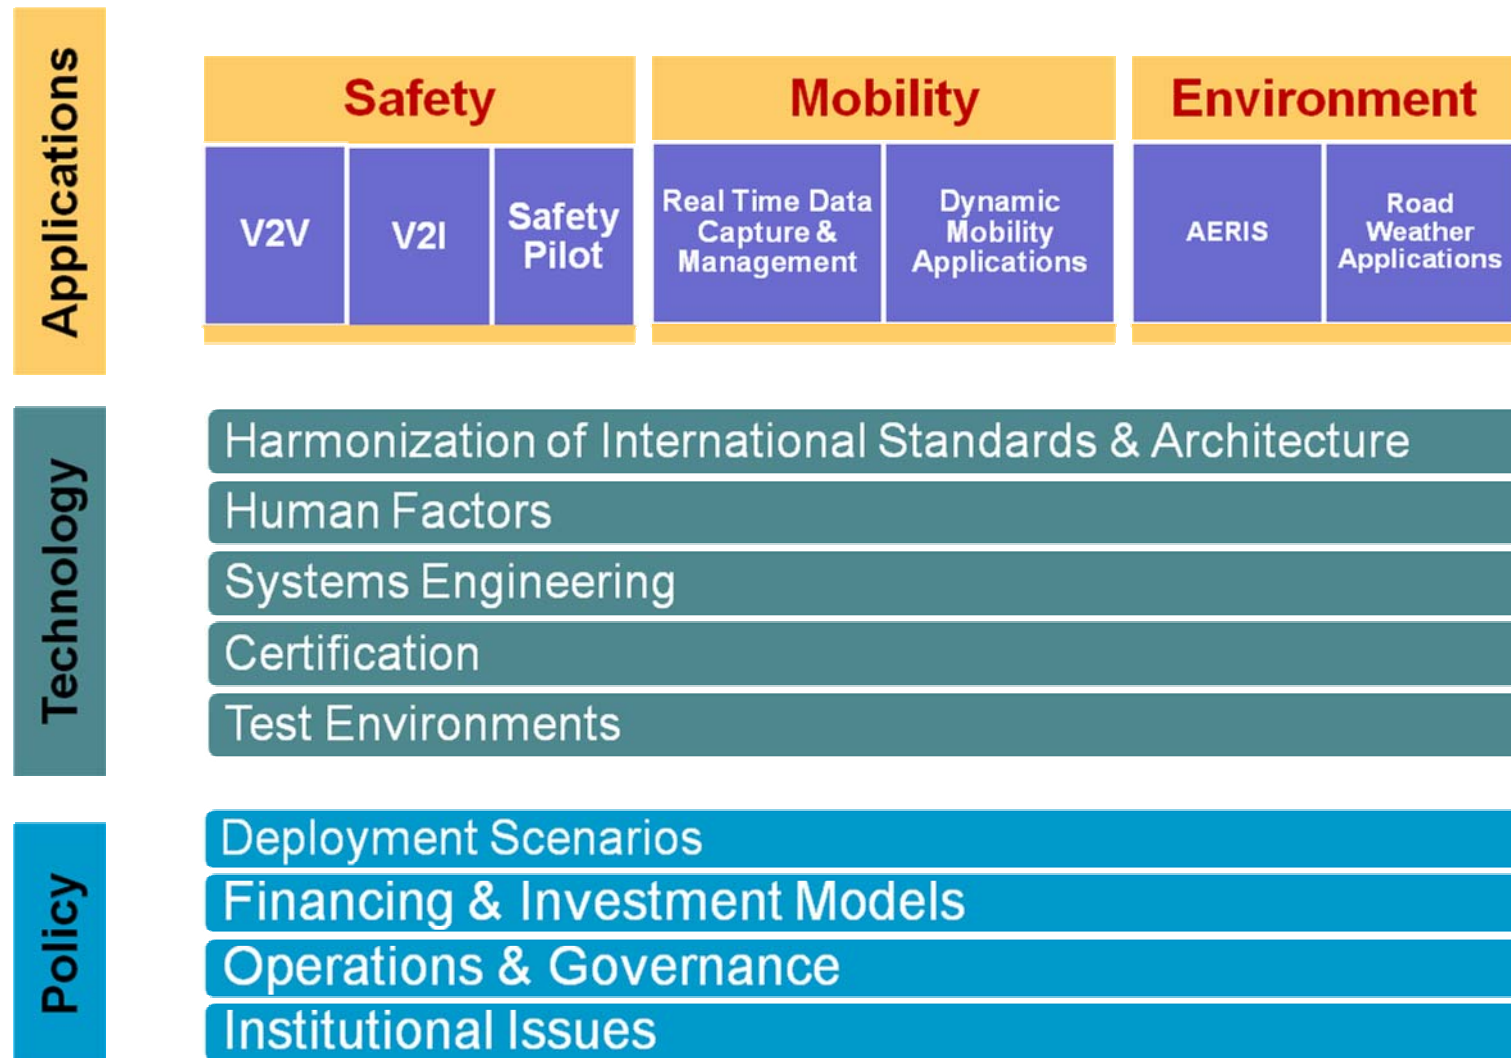 Applications
Safety
Mobility
Environment
V2V
V2I
Safety
Pilot
Real Time Data
Capture &
Management
Dynamic
Mobility
Applications
AERIS
Road
Weather
Applications
Technology
Harmonization of International Standards & Architecture
Human Factors
Systems Engineering
Certification
Test Environments
Policy
Deployment Scenarios
Financing & Investment Models
Operations & Governance
Institutional Issues